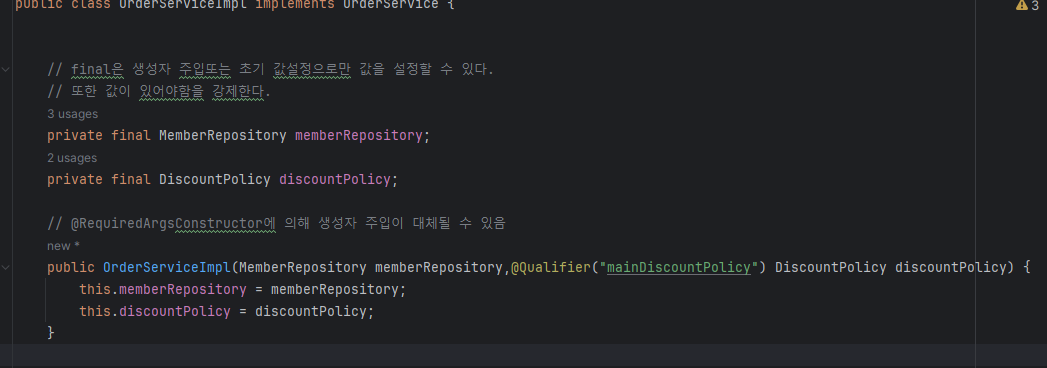 public class OrderServiceImpl implements OrderService {
3
// final은 생성자 주입또는 초기 값설정으로만 값을 설정할 수 있다.
// 또한 값이 있어야함을 강제한다.
3 usages
private final MemberRepository memberRepository;
2 usages
private final DiscountPolicy discountPolicy;
// @RequiredArgsConstructor에 의해 생성자 주입이 대체될 수 있음
new *
public OrderServiceImpl(MemberRepository memberRepository,@Qualifier("mainDiscountPolicy") DiscountPolicy discountPolicy) {
this.memberRepository = memberRepository;
this.discountPolicy = discountPolicy;
}